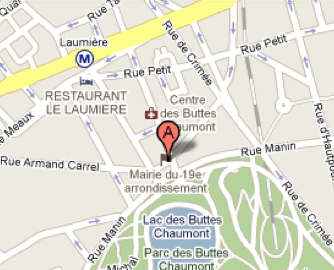 Rue
Quai
Laumière
M
Rue de Crimée
Rue Petit
Rue Petit
RESTAURANT
LE LAUMIERE
Centre
des Buttes
Chaumont
Meaux
A
Rue Armand Carrel
Rue Manin
Mairie du 19e
arrondissement
Rue d'Hautpoul
Rue Manin
Lac des Buttes
Chaumont
Rue de Crimée
Parc des Buttes
Chaumont
Michal